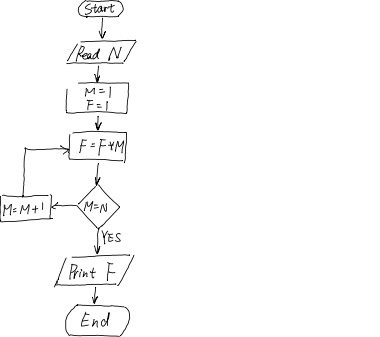 Start
Read N
M=1
F=1
F=F*M
M=M+1
M=N
YES
Print F
End